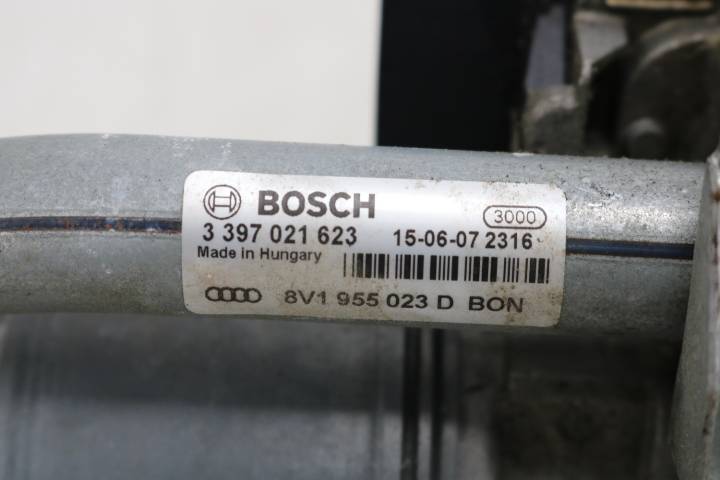 BOSCH
3000
3 397 021 623 15-06-07 2316
Made in Hungary
8V1 955 023 D BON